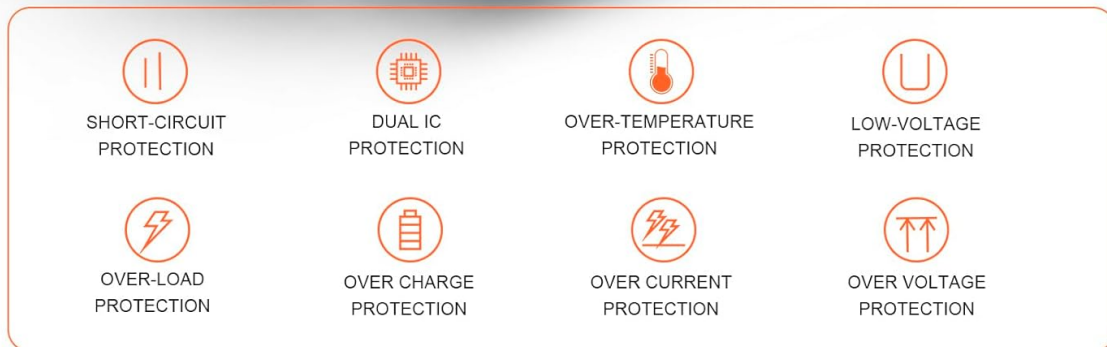 SHORT-CIRCUIT
PROTECTION
DUAL IC
PROTECTION
OVER-TEMPERATURE
PROTECTION
LOW-VOLTAGE
PROTECTION
OVER-LOAD
PROTECTION
OVER CHARGE
PROTECTION
OVER CURRENT
PROTECTION
OVER VOLTAGE
PROTECTION